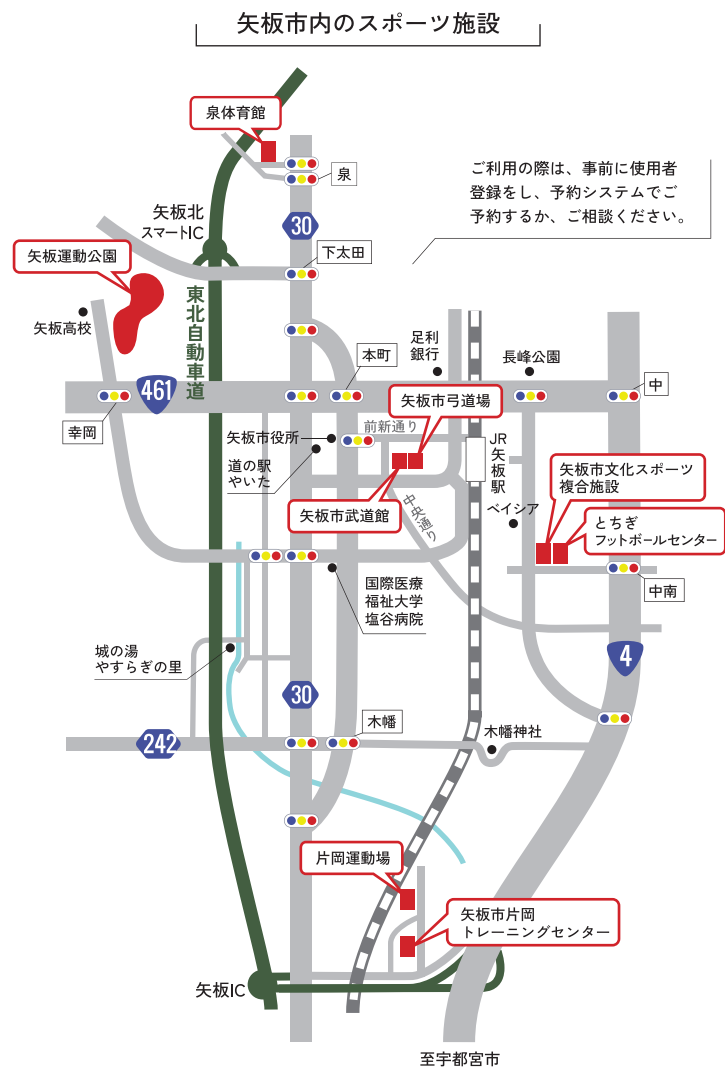 矢板市内のスポーツ施設
泉体育館
泉
ご利用の際は、事前に使用者
登録をし、予約システムでご
予約するか、ご相談ください。
矢板北
スマートIC
30
下太田
矢板運動公園
東北自動車道
矢板高校
足利
銀行
本町
長峰公園
中
461
幸岡
矢板市弓道場
前新通り
矢板市役所
道の駅
やいた
JR矢板駅
矢板市文化スポーツ
複合施設
矢板市武道館
中央通り
ベイシア
とちぎ
フットボールセンター
国際医療
福祉大学
塩谷病院
中南
城の湯
やすらぎの里
4
30
木幡
242
木幡神社
片岡運動場
矢板市片岡
トレーニングセンター
矢板IC
至宇都宮市